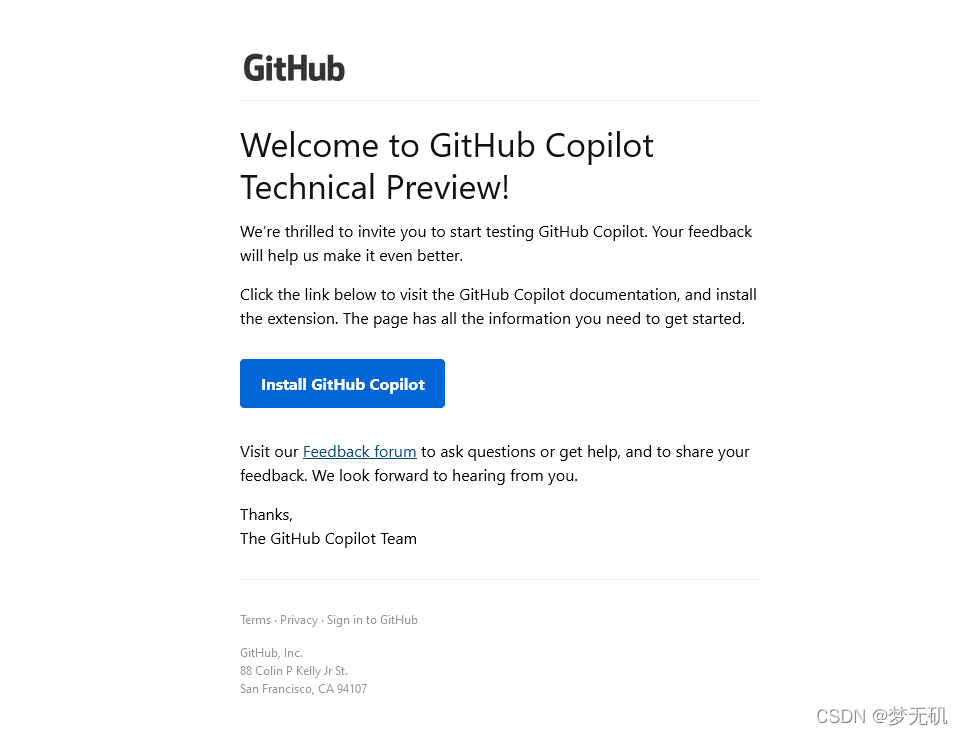 GitHub
Welcome to GitHub Copilot
Technical Preview!
We're thrilled to invite you to start testing GitHub Copilot. Your feedback
will help us make it even better.
Click the link below to visit the GitHub Copilot documentation, and install
the extension. The page has all the information you need to get started.
Install GitHub Copilot
Visit our Feedback forum to ask questions or get help, and to share your
feedback. We look forward to hearing from you.
Thanks,
The GitHub Copilot Team
Terms · Privacy · Sign in to GitHub
GitHub, Inc.
88 Colin P Kelly Jr St.
San Francisco, CA 94107
CSDN @梦无矶